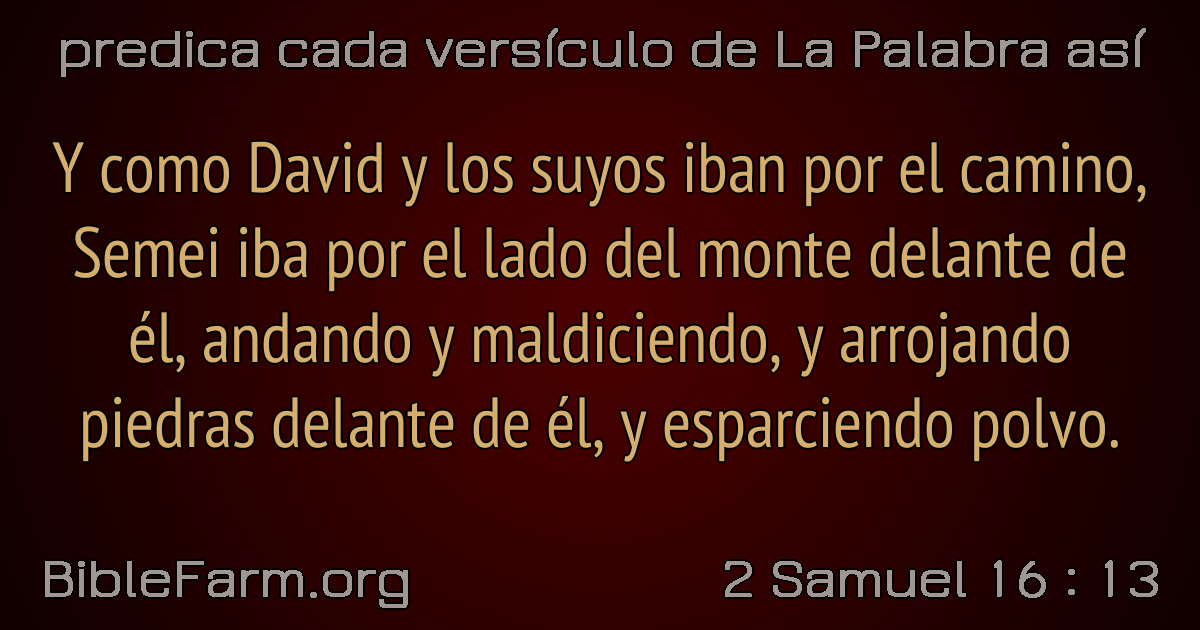 predica cada versículo de La Palabra así
Y como David y los suyos iban por el camino,
Semei iba por el lado del monte delante de
él, andando y maldiciendo, y arrojando
piedras delante de él, y esparciendo polvo.
BibleFarm.org
2 Samuel 16 : 13